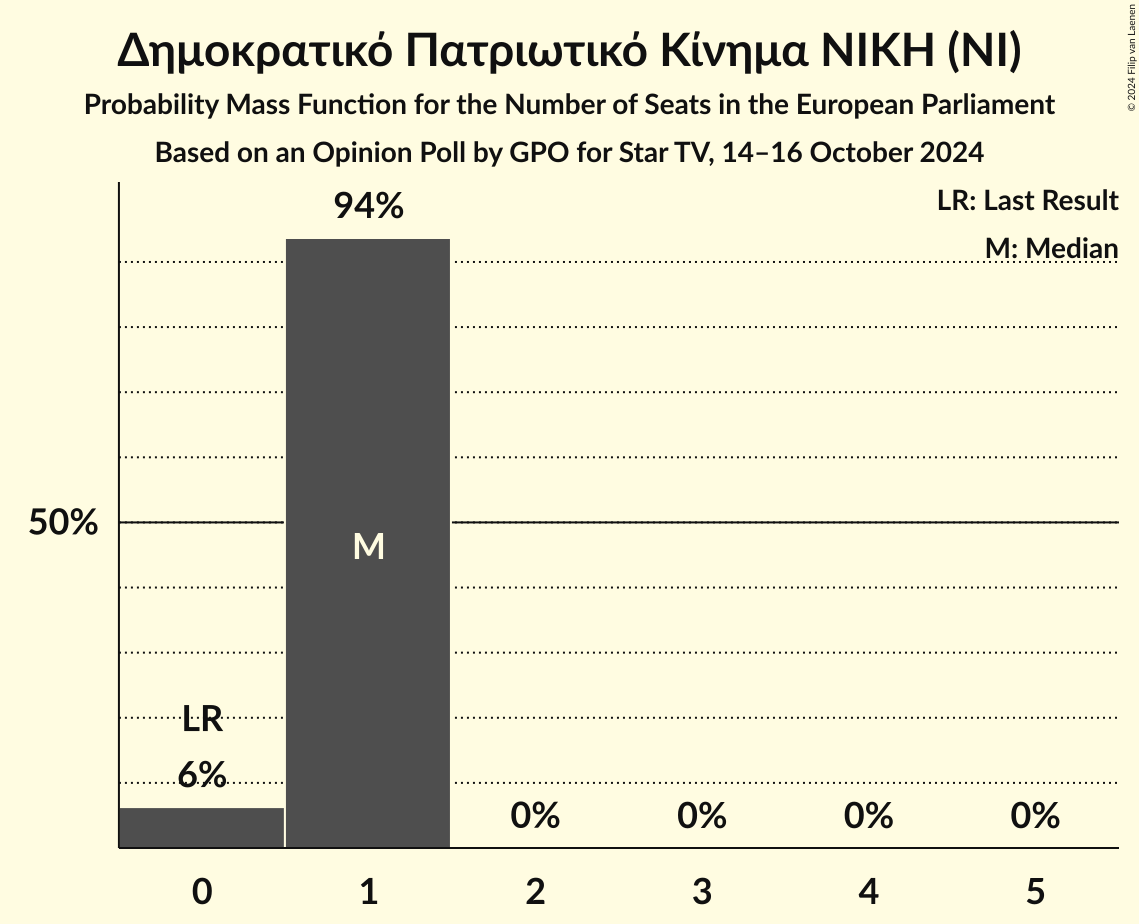 Δημοκρατικό Πατριωτικό Κίνημα ΝΙΚΗ (NI)
Probability Mass Function for the Number of Seats in the European Parliament
Based on an Opinion Poll by GPO for Star TV, 14–16 October 2024
© 2024 Filip van Laenen
LR: Last Result
M: Median
94%
50%
M
LR
6%
0%
0%
0%
0%
0
1
2
3
4
5